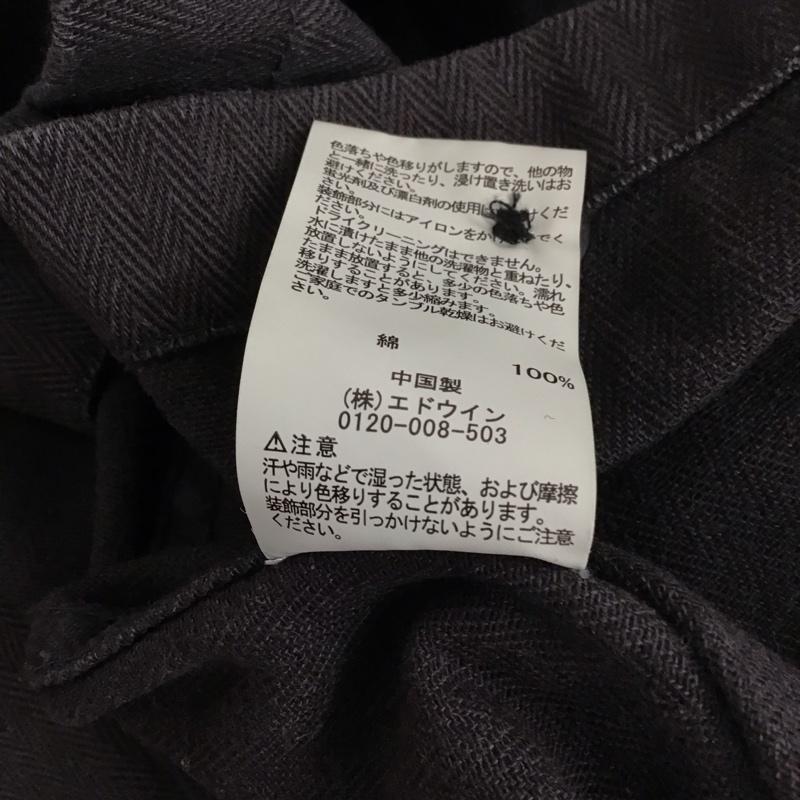 色落ちや色移りがしますので、他の物
と一緒に洗ったり、浸け置き洗いはお
避けください。
蛍光剤及び漂白剤の使用は けくだ
さい。
装飾部分にはアイロンをか でく
ださい。
ドライクリーニングはできません。
水に漬けたまま他の洗濯物と重ねたり、
放置しないようにしてください。濡れ
たまま放置すると、多少の色落ちや色
移りすることがあります。
洗濯しますと多少縮みます。
ご家庭でのタンブル乾燥はお避けくだ
さい。
綿 100%
中国製
(株)エドウイン
0120-008-503
⚠注意
汗や雨などで湿った状態、および摩擦
により色移りすることがあります。
装飾部分を引っかけないようにご注意
ください。